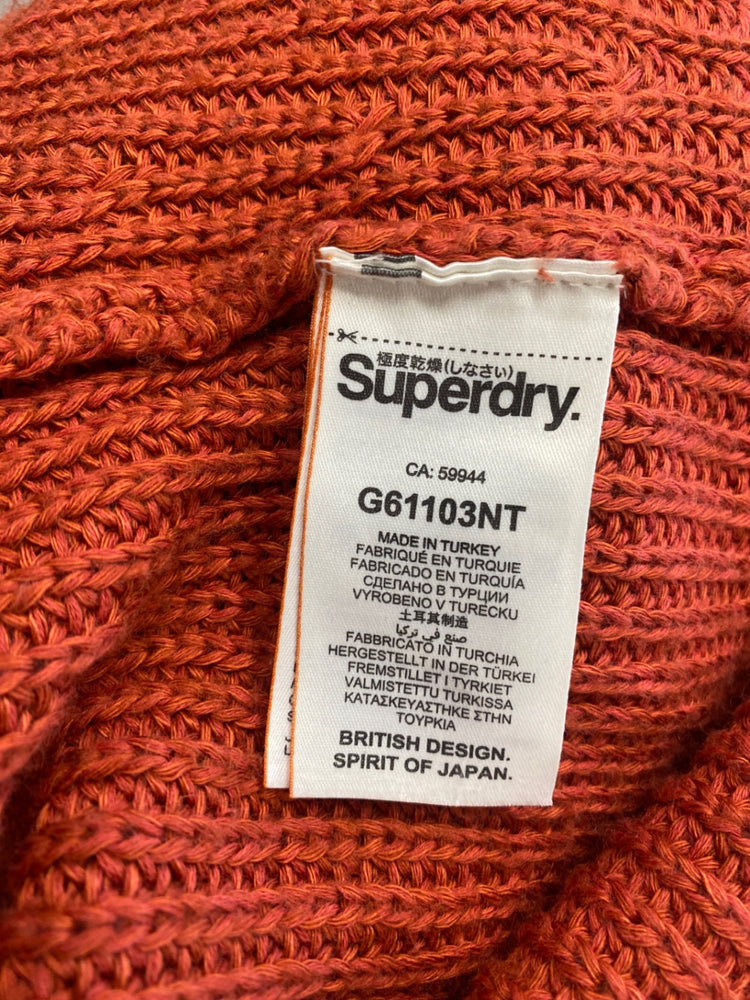 極度乾燥(しなさい)
Superdry.
CA: 59944
G61103NT
MADE IN TURKEY
FABRIQUÉ EN TURQUIE
FABRICADO EN TURQUÍA
СДЕЛАНО В ТУРЦИИ
VYROBENO V TURECKU
土耳其制造
صنع في تركيا
FABBRICATO IN TURCHIA
HERGESTELLT IN DER TÜRKEI
FREMSTILLET I TYRKIET
VALMISTETTU TURKISSA
ΚΑΤΑΣΚΕΥΑΣΤΗΚΕ ΣΤΗΝ
ΤΟΥΡΚΙΑ
BRITISH DESIGN.
SPIRIT OF JAPAN.